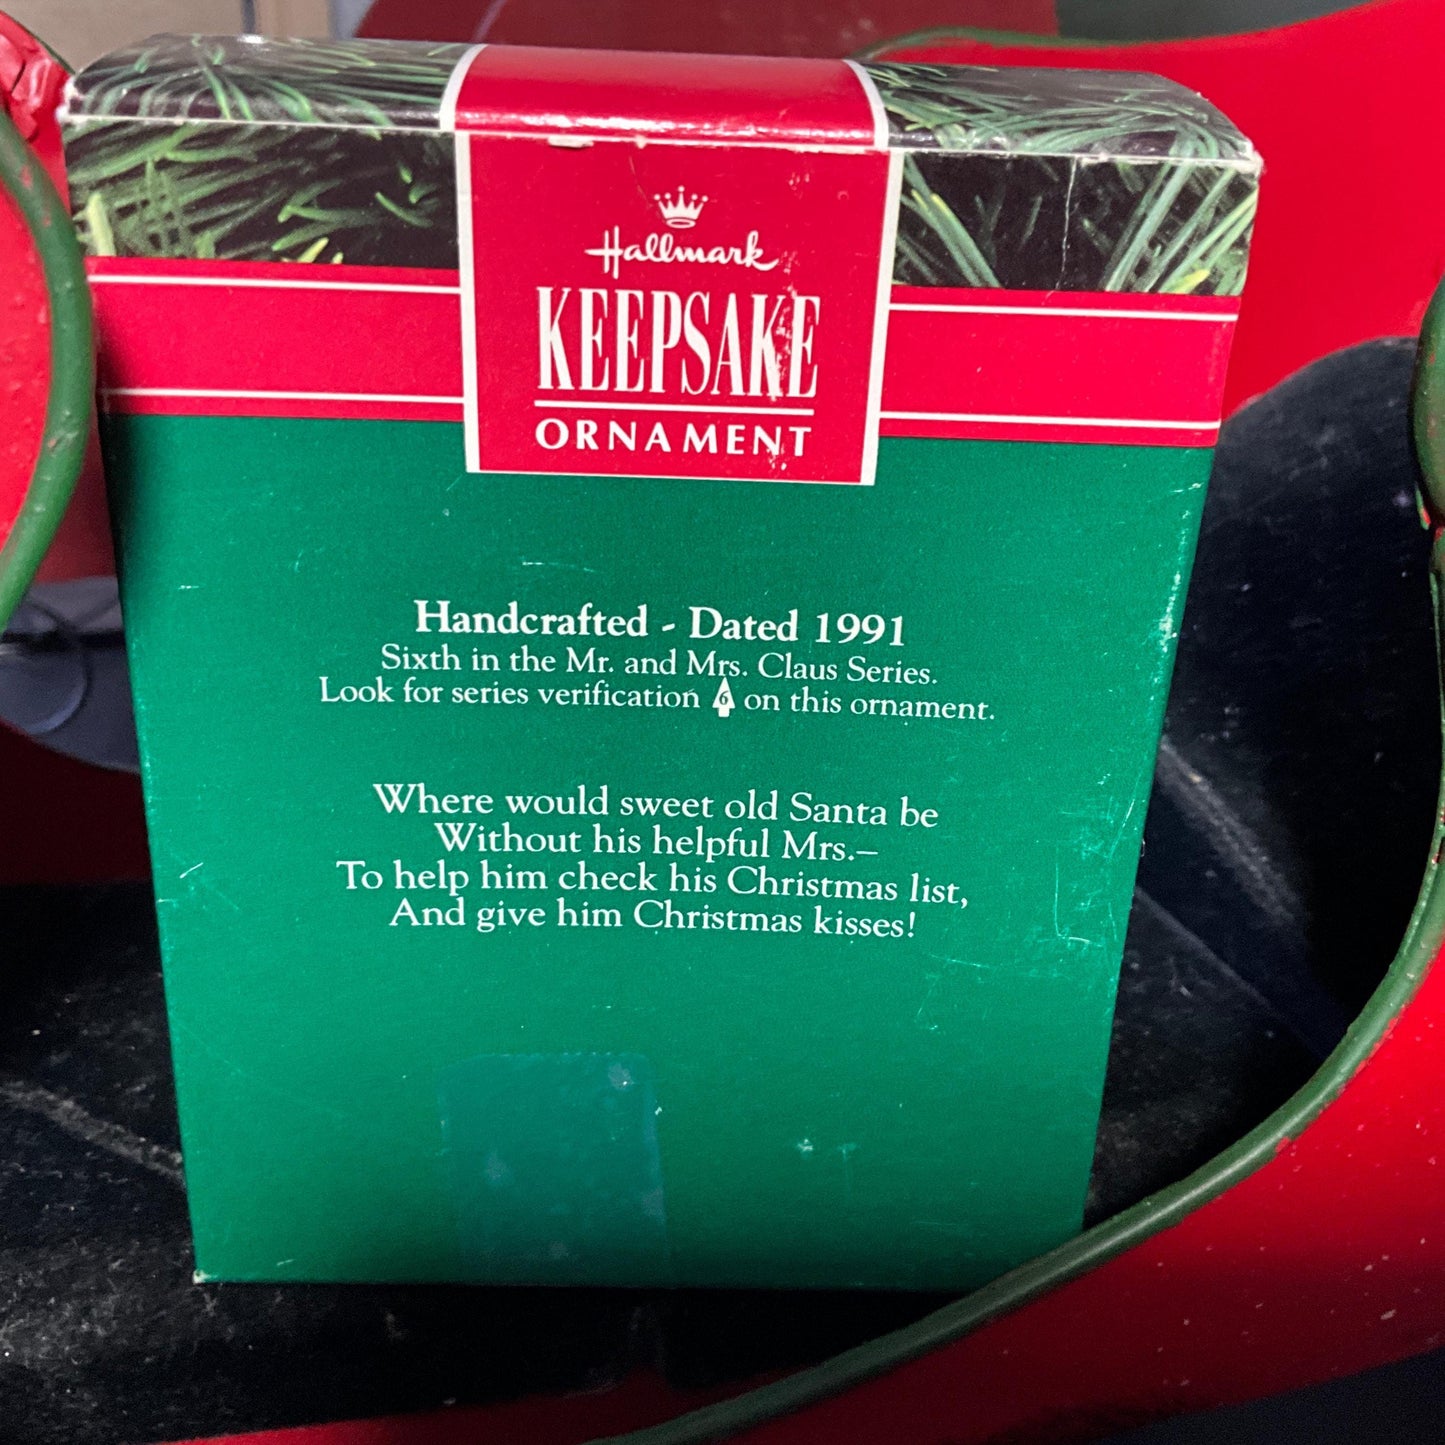 Hallmark
KEEPSAKE
ORNAMENT
Handcrafted - Dated 1991
Sixth in the Mr. and Mrs. Claus Series.
Look for series verification 6 on this ornament.
Where would sweet old Santa be
Without his helpful Mrs.—
To help him check his Christmas list,
And give him Christmas kisses!